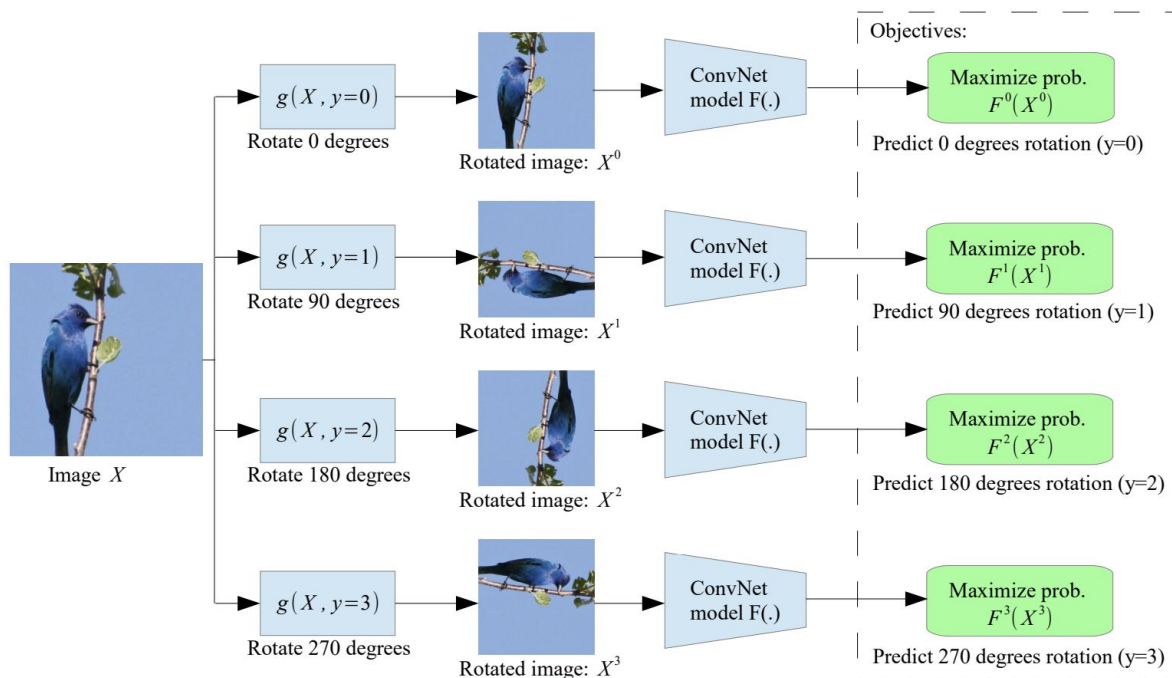 Objectives:
g(X, y=0)
Rotate 0 degrees
Rotated image: X⁰
ConvNet
model F(.)
Maximize prob.
F⁰(X⁰)
Predict 0 degrees rotation (y=0)
g(X, y=1)
Rotate 90 degrees
Rotated image: X¹
ConvNet
model F(.)
Maximize prob.
F¹(X¹)
Predict 90 degrees rotation (y=1)
Image X
g(X, y=2)
Rotate 180 degrees
Rotated image: X²
ConvNet
model F(.)
Maximize prob.
F²(X²)
Predict 180 degrees rotation (y=2)
g(X, y=3)
Rotate 270 degrees
Rotated image: X³
ConvNet
model F(.)
Maximize prob.
F³(X³)
Predict 270 degrees rotation (y=3)